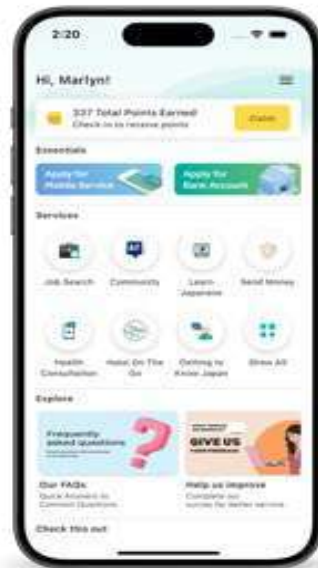 2:20
Hi, Marlyn!
337 Total Points Earned!
Check in to receive points
Claim
Essentials
Apply for
Mobile Service
Apply for
Bank Account
Services
Job Search
Community
Learn
Japanese
Send Money
Health
Consultation
Halal On The
Go
Getting to
Know Japan
Show All
Explore
Frequently
asked questions
GIVE US
Our FAQs
Quick Answers to
Common Questions
Help us improve
Complete our
survey for better service
Check this out